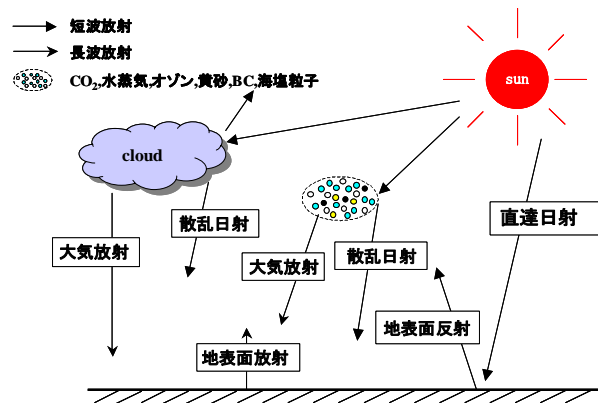 短波放射
長波放射
CO2,水蒸気,オゾン,黄砂,BC,海塩粒子
sun
cloud
散乱日射
直達日射
大気放射
大気放射
散乱日射
地表面反射
地表面放射